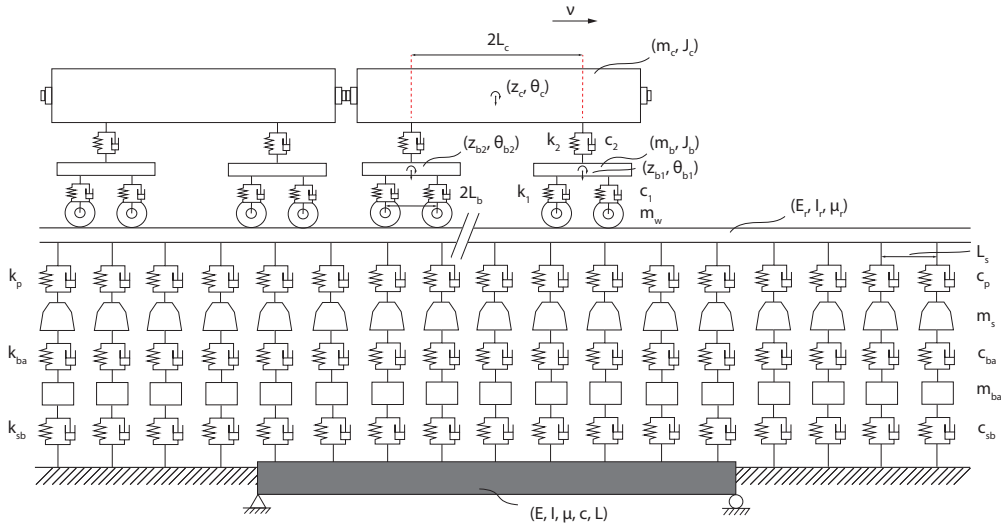 ν
2L_c
(m_c, J_c)
(z_c, θ_c)
k_2 c_2
(z_b2, θ_b2)
(m_b, J_b)
(z_b1, θ_b1)
2L_b
k_1 c_1
m_w
(E_r, I_r, μ_r)
L_s
k_p c_p
m_s
k_ba c_ba
m_ba
k_sb c_sb
(E, I, μ, c, L)